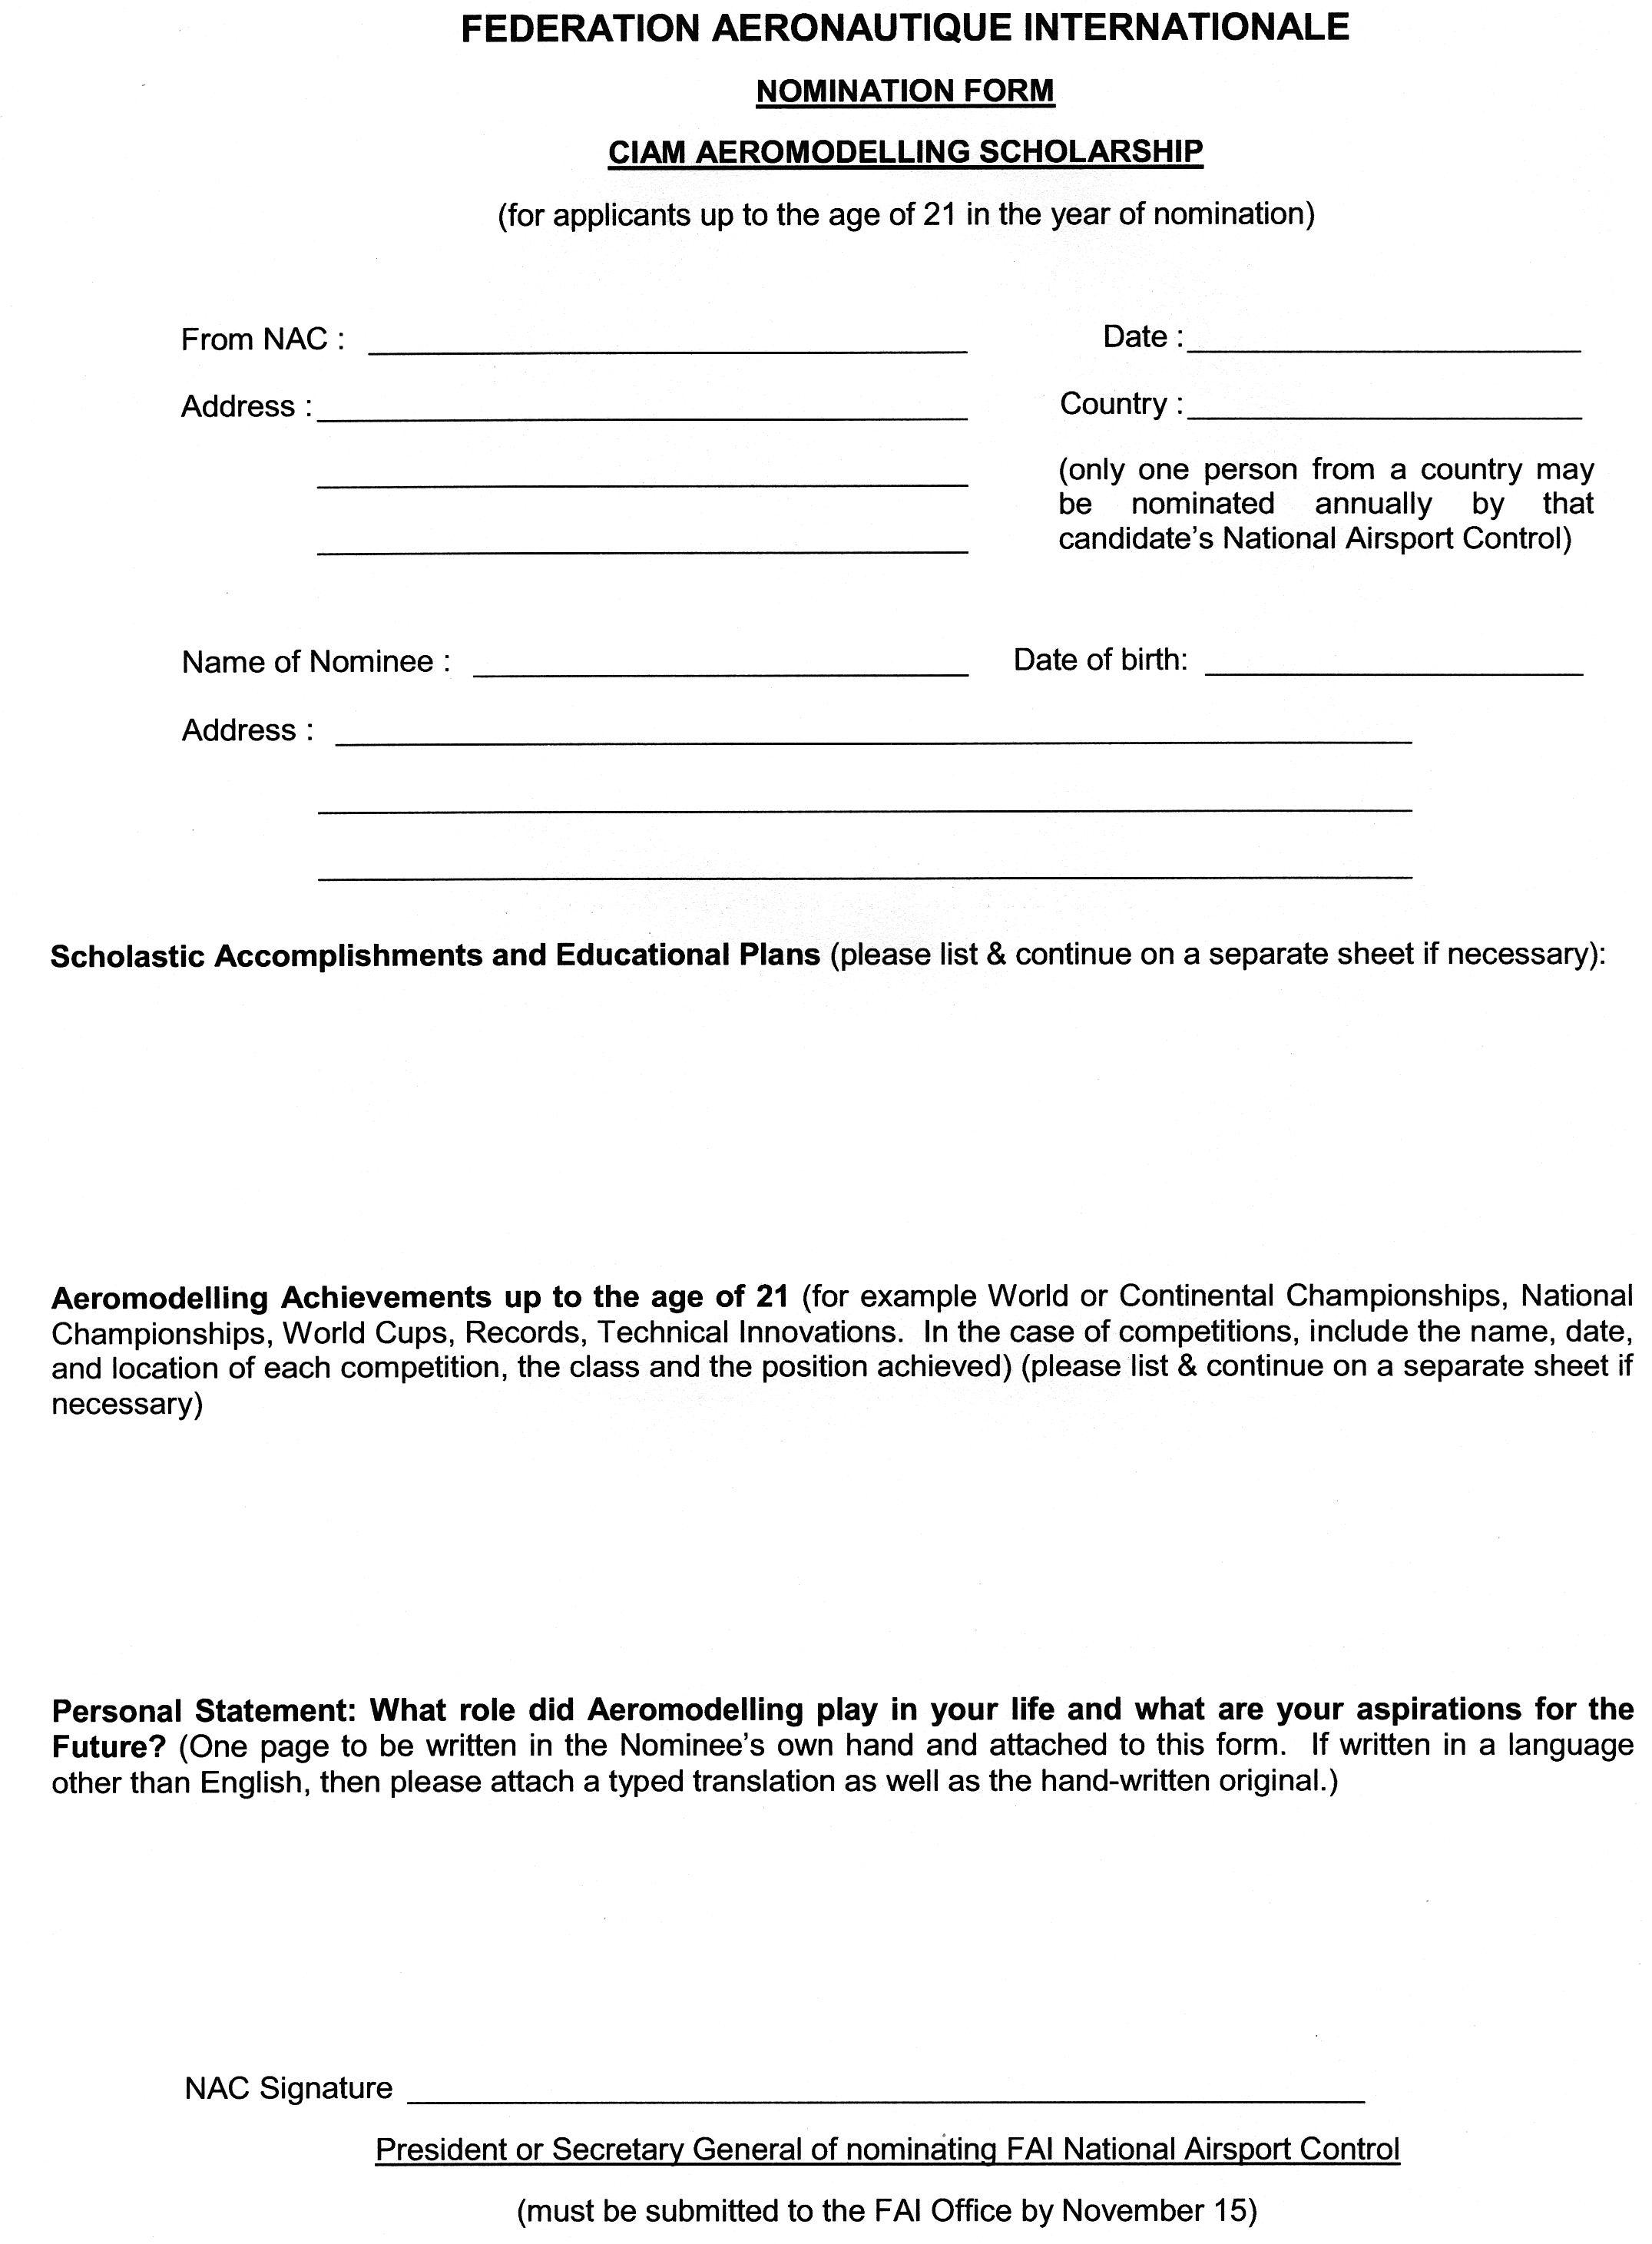 FEDERATION AERONAUTIQUE INTERNATIONALE
NOMINATION FORM
CIAM AEROMODELLING SCHOLARSHIP
(for applicants up to the age of 21 in the year of nomination)
From NAC :
Date :
Address :
Country :
(only one person from a country may
be nominated annually by that
candidate's National Airsport Control)
Name of Nominee :
Date of birth:
Address :
Scholastic Accomplishments and Educational Plans (please list & continue on a separate sheet if necessary):
Aeromodelling Achievements up to the age of 21 (for example World or Continental Championships, National
Championships, World Cups, Records, Technical Innovations. In the case of competitions, include the name, date,
and location of each competition, the class and the position achieved) (please list & continue on a separate sheet if
necessary)
Personal Statement: What role did Aeromodelling play in your life and what are your aspirations for the
Future? (One page to be written in the Nominee's own hand and attached to this form. If written in a language
other than English, then please attach a typed translation as well as the hand-written original.)
NAC Signature
President or Secretary General of nominating FAI National Airsport Control
(must be submitted to the FAI Office by November 15)